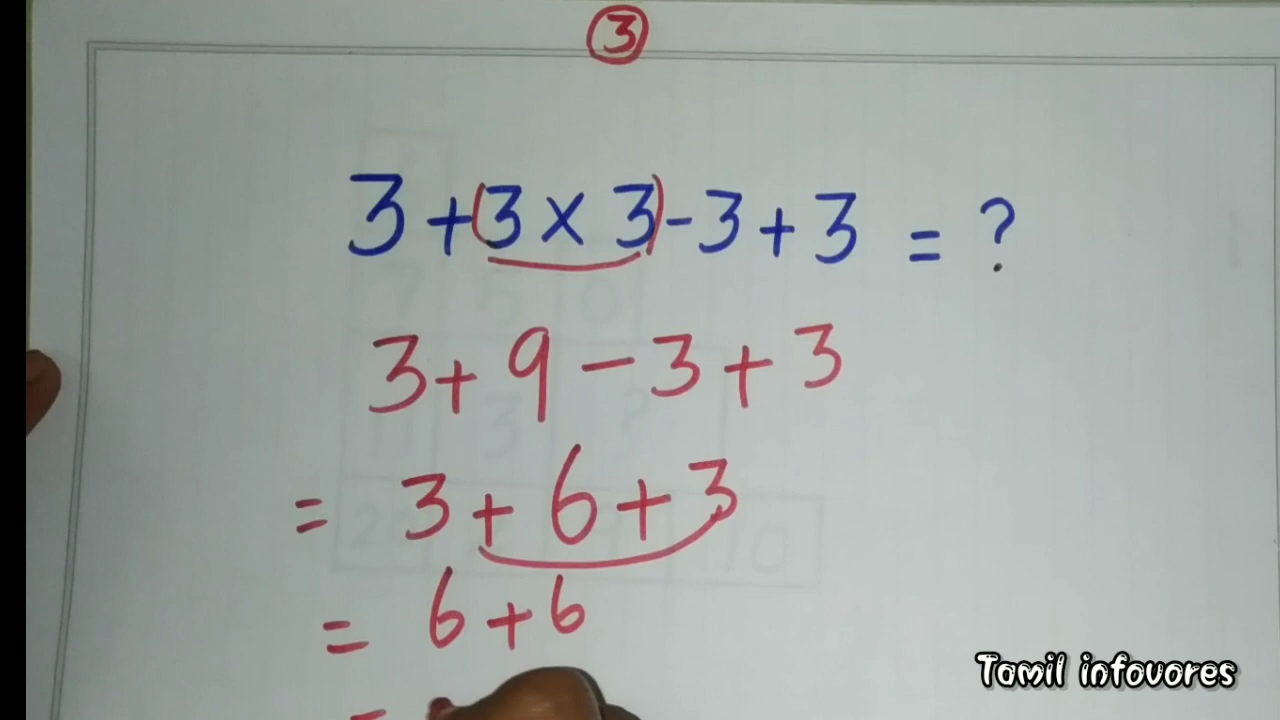 3
3 + (3 × 3) - 3 + 3 = ?
3 + 9 - 3 + 3
= 3 + 6 + 3
= 6 + 6
=
Tamil infovores